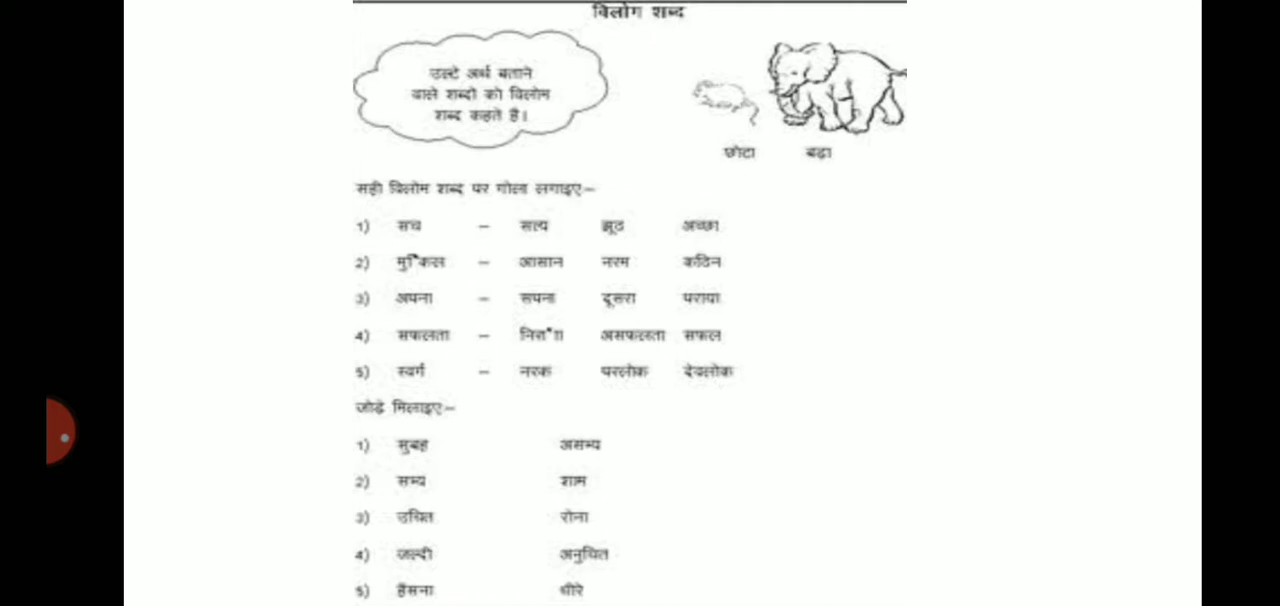 विलोम शब्द
उल्टे अर्थ बताने
वाले शब्दों को विलोम
शब्द कहते है।
छोटा बढ़ा
सही विलोम शब्द पर गोला लगाइए–
1) सच – सत्य झूठ अच्छा
2) – आसान नरम कठिन
3) अपना – सपना दूसरा पराया
4) सफलता – असफलता सफल
5) स्वर्ग – नरक परलोक देवलोक
जोड़े मिलाइए–
1) सुबह असभ्य
2) सभ्य शाम
3) उचित रोना
4) जल्दी अनुचित
5) हँसना धीरे